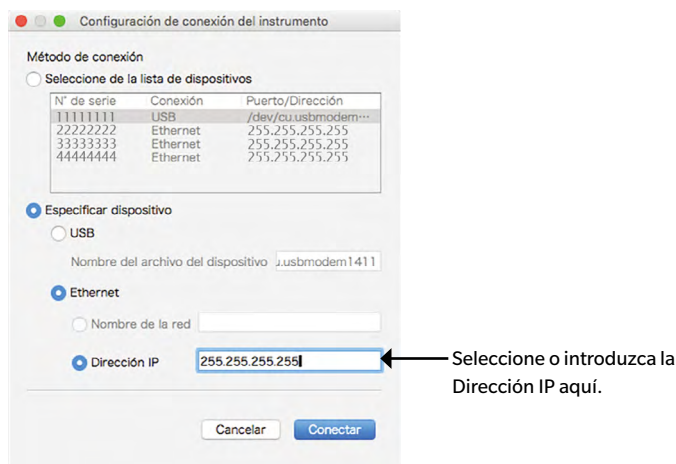 Configuración de conexión del instrumento
Método de conexión
Seleccione de la lista de dispositivos
N° de serie Conexión Puerto/Dirección
11111111 USB /dev/cu.usbmodem···
22222222 Ethernet 255.255.255.255
33333333 Ethernet 255.255.255.255
44444444 Ethernet 255.255.255.255
Especificar dispositivo
USB
Nombre del archivo del dispositivo .usbmodem1411
Ethernet
Nombre de la red
Dirección IP 255.255.255.255
Seleccione o introduzca la
Dirección IP aquí.
Cancelar Conectar